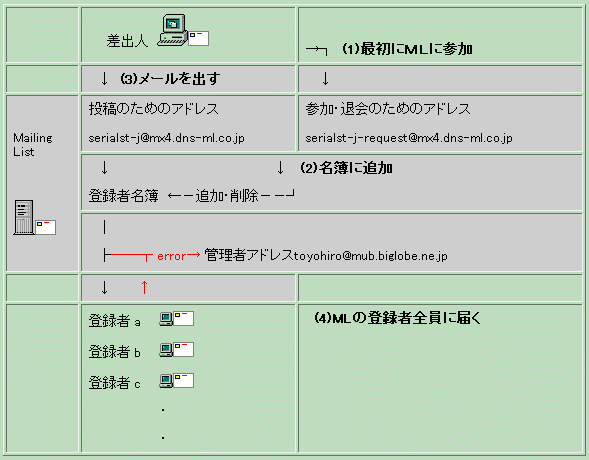 差出人
→┐ (1)最初にMLに参加
↓ (3)メールを出す ↓
投稿のためのアドレス
serialst-j@mx4.dns-ml.co.jp
参加・退会のためのアドレス
serialst-j-request@mx4.dns-ml.co.jp
Mailing
List
↓ ↓ (2)名簿に追加
登録者名簿 ←－追加・削除－－┘
｜
├──┬ error→ 管理者アドレスtoyohiro@mub.biglobe.ne.jp
↓ ↑
登録者 a
登録者 b
登録者 c
・
・
(4)MLの登録者全員に届く